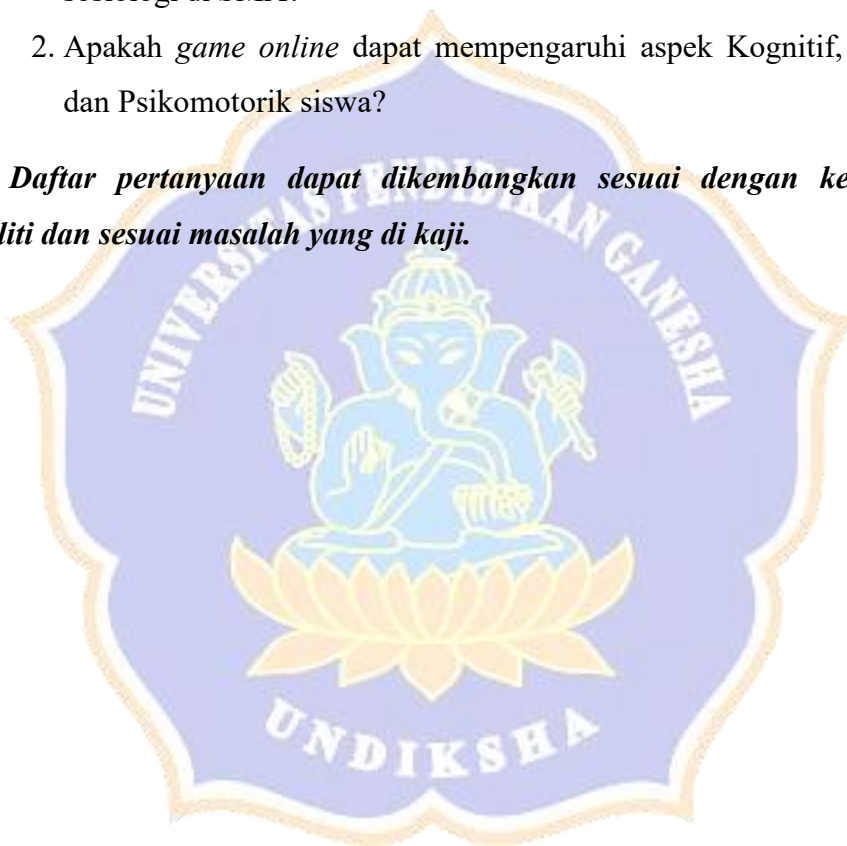 2. Apakah game online dapat mempengaruhi aspek Kognitif,
dan Psikomotorik siswa?
Daftar pertanyaan dapat dikembangkan sesuai dengan
dan sesuai masalah yang di kaji.
UNIVERSITAS PENDIDIKAN GANESHA
UNDIKSHA